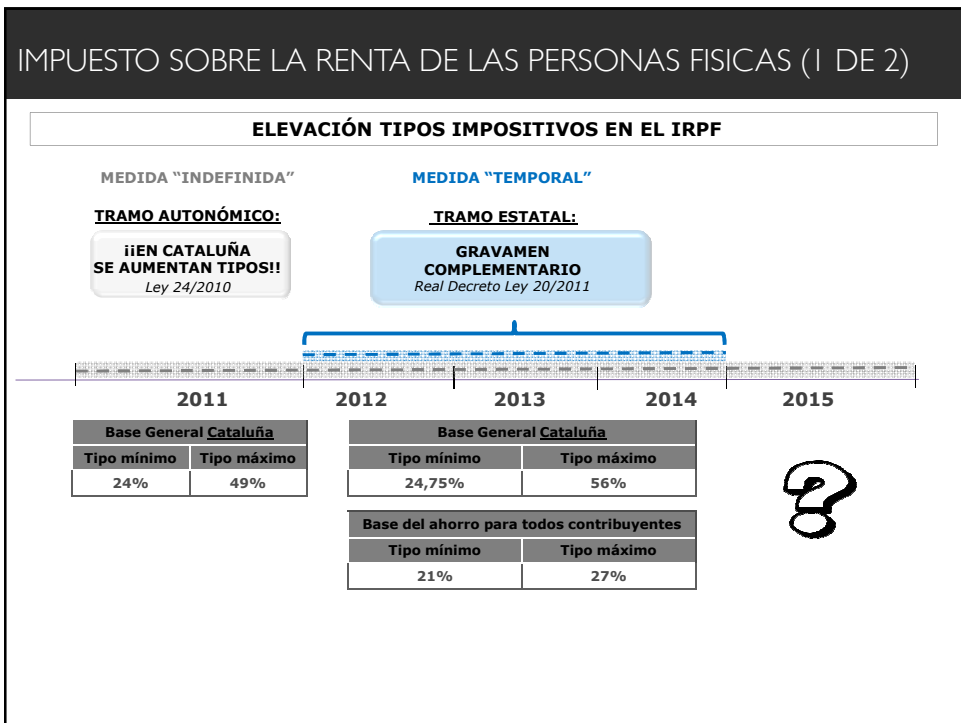 IMPUESTO SOBRE LA RENTA DE LAS PERSONAS FISICAS (1 DE 2)
ELEVACIÓN TIPOS IMPOSITIVOS EN EL IRPF
MEDIDA “INDEFINIDA”
MEDIDA “TEMPORAL”
TRAMO AUTONÓMICO:
TRAMO ESTATAL:
¡¡EN CATALUÑA
SE AUMENTAN TIPOS!!
Ley 24/2010
GRAVAMEN
COMPLEMENTARIO
Real Decreto Ley 20/2011
2011 2012 2013 2014 2015
Base General Cataluña
Tipo mínimo Tipo máximo
24% 49%
Base General Cataluña
Tipo mínimo Tipo máximo
24,75% 56%
Base del ahorro para todos contribuyentes
Tipo mínimo Tipo máximo
21% 27%
?